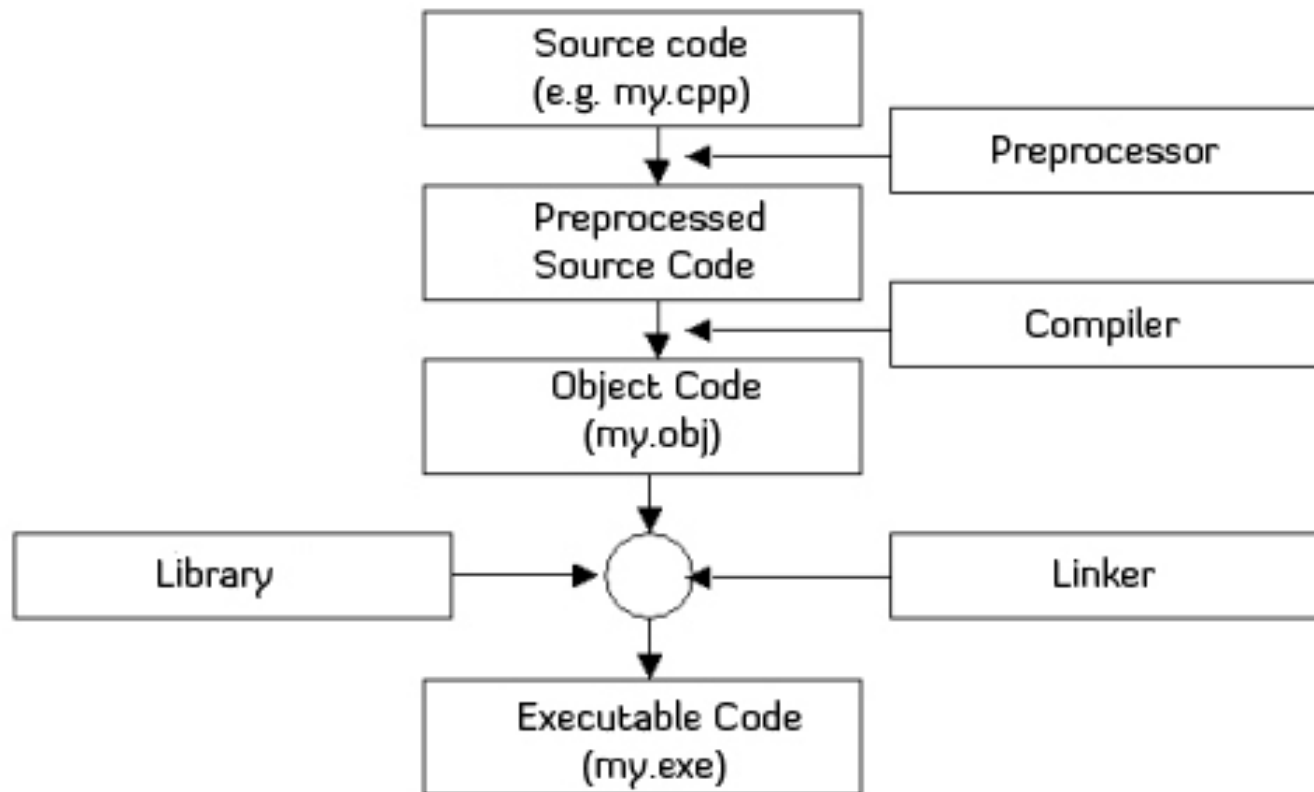 Source code
(e.g. my.cpp)
Preprocessor
Preprocessed
Source Code
Compiler
Object Code
(my.obj)
Library
Linker
Executable Code
(my.exe)